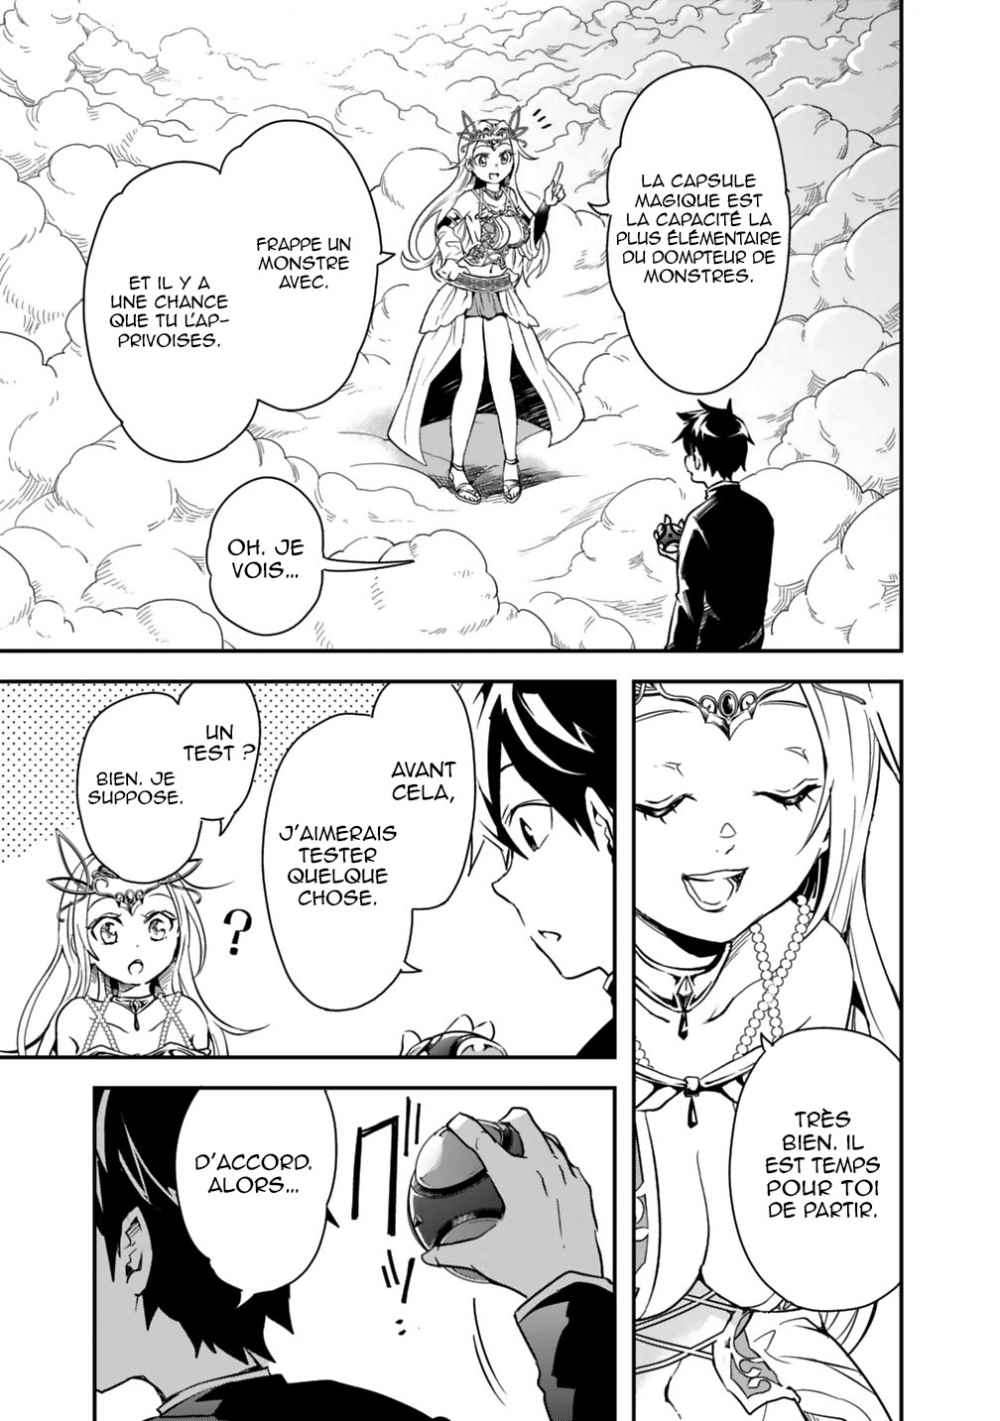 LA CAPSULE
MAGIQUE EST
LA CAPACITÉ LA
PLUS ÉLÉMENTAIRE
DU DOMPTEUR DE
MONSTRES.
FRAPPE UN
MONSTRE
AVEC.
ET IL Y A
UNE CHANCE
QUE TU L'AP-
PRIVOISES.
OH. JE
VOIS...
TRÈS
BIEN. IL
EST TEMPS
POUR TOI
DE PARTIR.
AVANT
CELA,
J'AIMERAIS
TESTER
QUELQUE
CHOSE.
UN
TEST ?
BIEN. JE
SUPPOSE.
?
D'ACCORD.
ALORS...